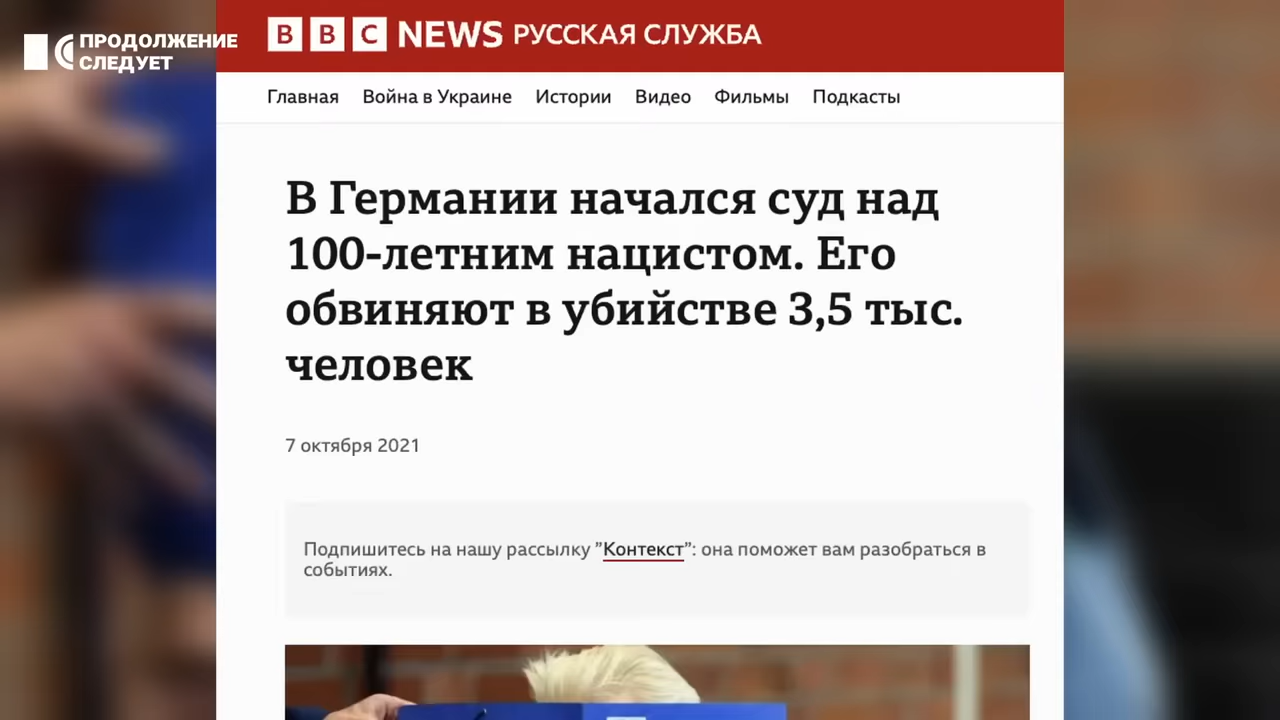 ПРОДОЛЖЕНИЕ
СЛЕДУЕТ
BBC NEWS РУССКАЯ СЛУЖБА
Главная Война в Украине Истории Видео Фильмы Подкасты
В Германии начался суд над
100-летним нацистом. Его
обвиняют в убийстве 3,5 тыс.
человек
7 октября 2021
Подпишитесь на нашу рассылку ”Контекст”: она поможет вам разобраться в
событиях.